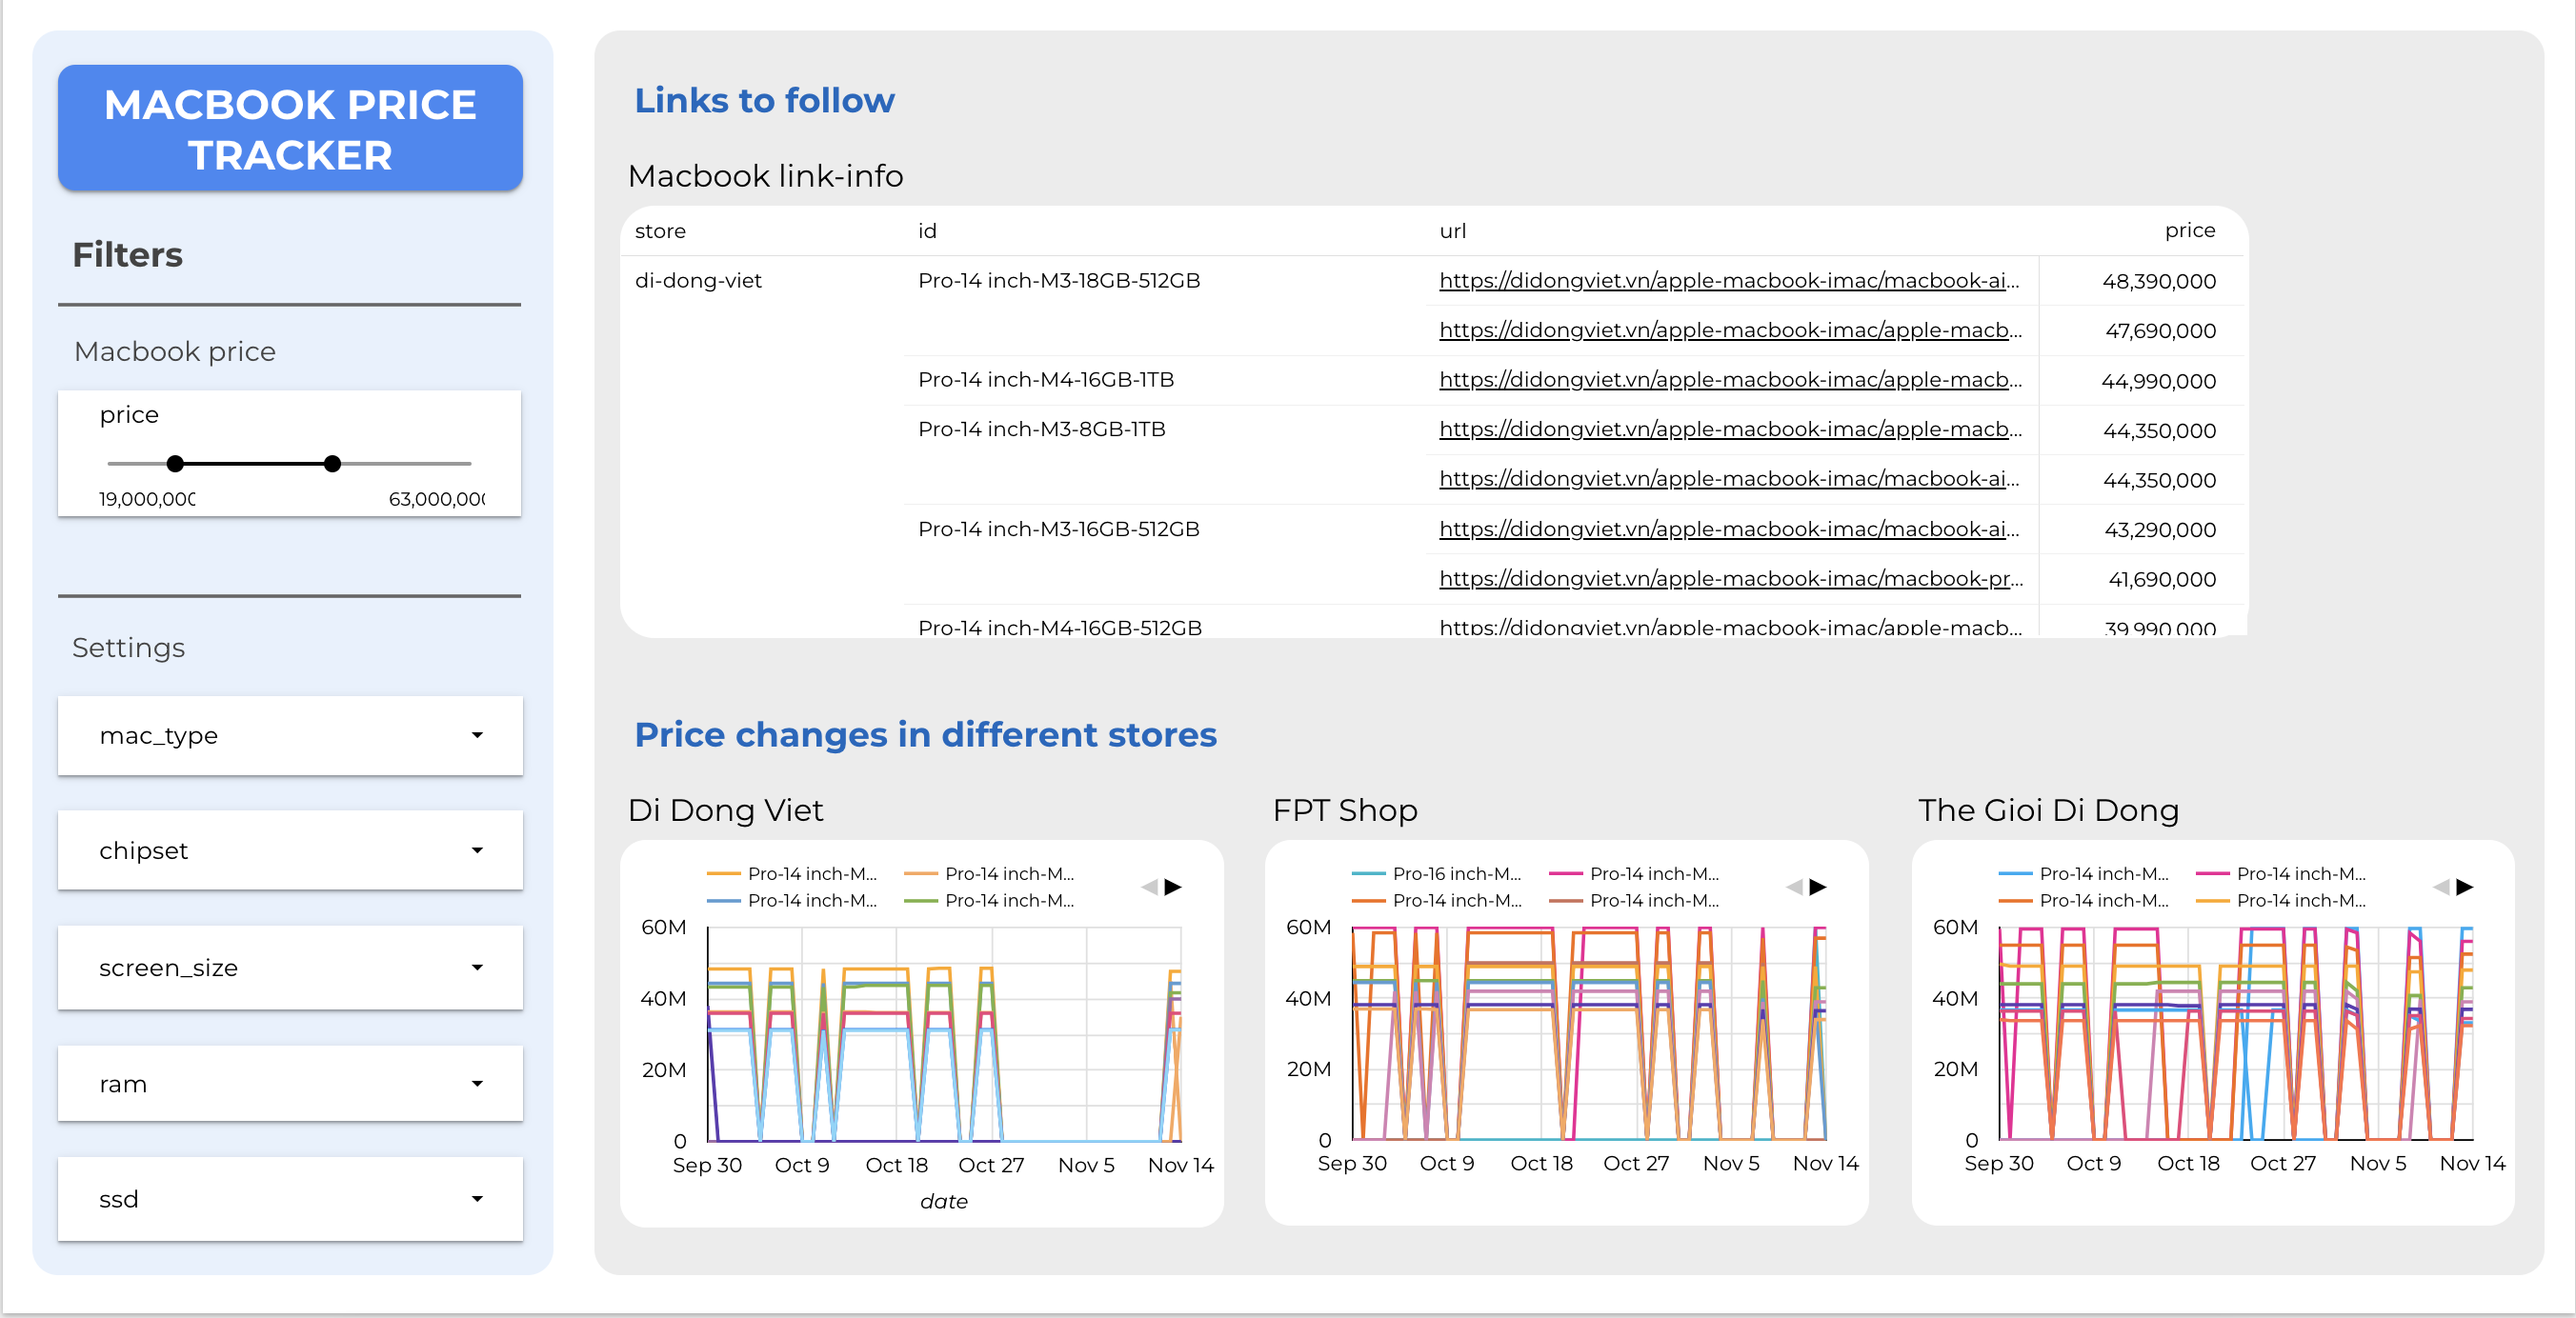 MACBOOK PRICE
TRACKER
Filters
Macbook price
price
19,000,000
63,000,000
Settings
mac_type
chipset
screen_size
ram
ssd
Links to follow
Macbook link-info
store id url price
di-dong-viet Pro-14 inch-M3-18GB-512GB https://didongviet.vn/apple-macbook-imac/macbook-ai... 48,390,000
https://didongviet.vn/apple-macbook-imac/apple-macb... 47,690,000
Pro-14 inch-M4-16GB-1TB https://didongviet.vn/apple-macbook-imac/apple-macb... 44,990,000
Pro-14 inch-M3-8GB-1TB https://didongviet.vn/apple-macbook-imac/apple-macb... 44,350,000
https://didongviet.vn/apple-macbook-imac/macbook-ai... 44,350,000
Pro-14 inch-M3-16GB-512GB https://didongviet.vn/apple-macbook-imac/macbook-ai... 43,290,000
https://didongviet.vn/apple-macbook-imac/macbook-pr... 41,690,000
Pro-14 inch-M4-16GB-512GB https://didongviet.vn/apple-macbook-imac/apple-macb... 39,990,000
Price changes in different stores
Di Dong Viet
Pro-14 inch-M... Pro-14 inch-M...
Pro-14 inch-M... Pro-14 inch-M...
60M
40M
20M
0
Sep 30 Oct 9 Oct 18 Oct 27 Nov 5 Nov 14
date
FPT Shop
Pro-16 inch-M... Pro-14 inch-M...
Pro-14 inch-M... Pro-14 inch-M...
60M
40M
20M
0
Sep 30 Oct 9 Oct 18 Oct 27 Nov 5 Nov 14
The Gioi Di Dong
Pro-14 inch-M... Pro-14 inch-M...
Pro-14 inch-M... Pro-14 inch-M...
60M
40M
20M
0
Sep 30 Oct 9 Oct 18 Oct 27 Nov 5 Nov 14